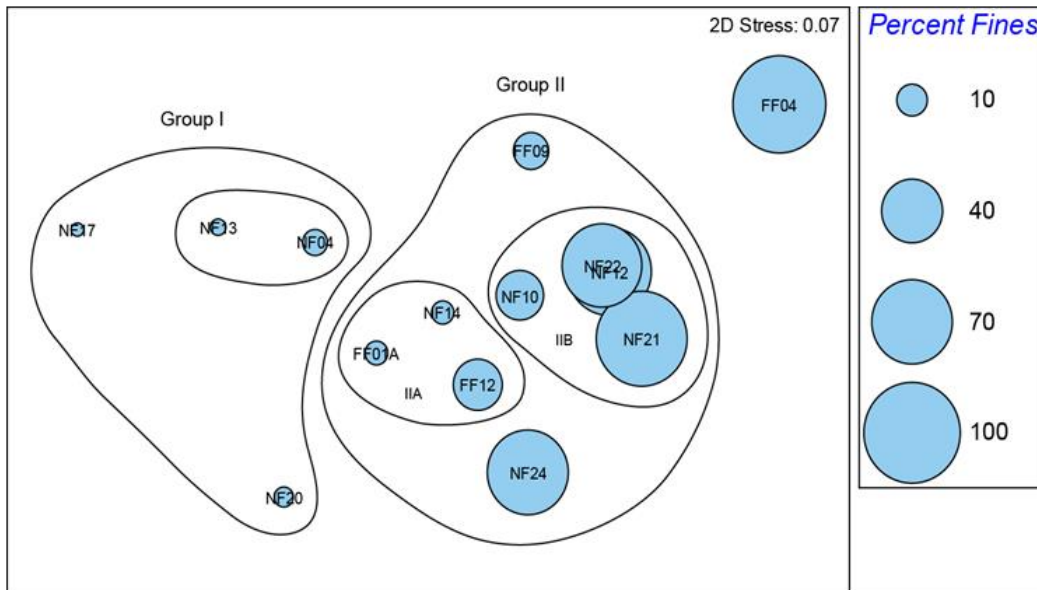 2D Stress: 0.07
Percent Fines
Group I
Group II
FF04
10
FF09
NF17
NF13
NF04
40
NF22
NF12
NF10
NF14
IIB
NF21
70
FF01A
IIA
FF12
100
NF24
NF20